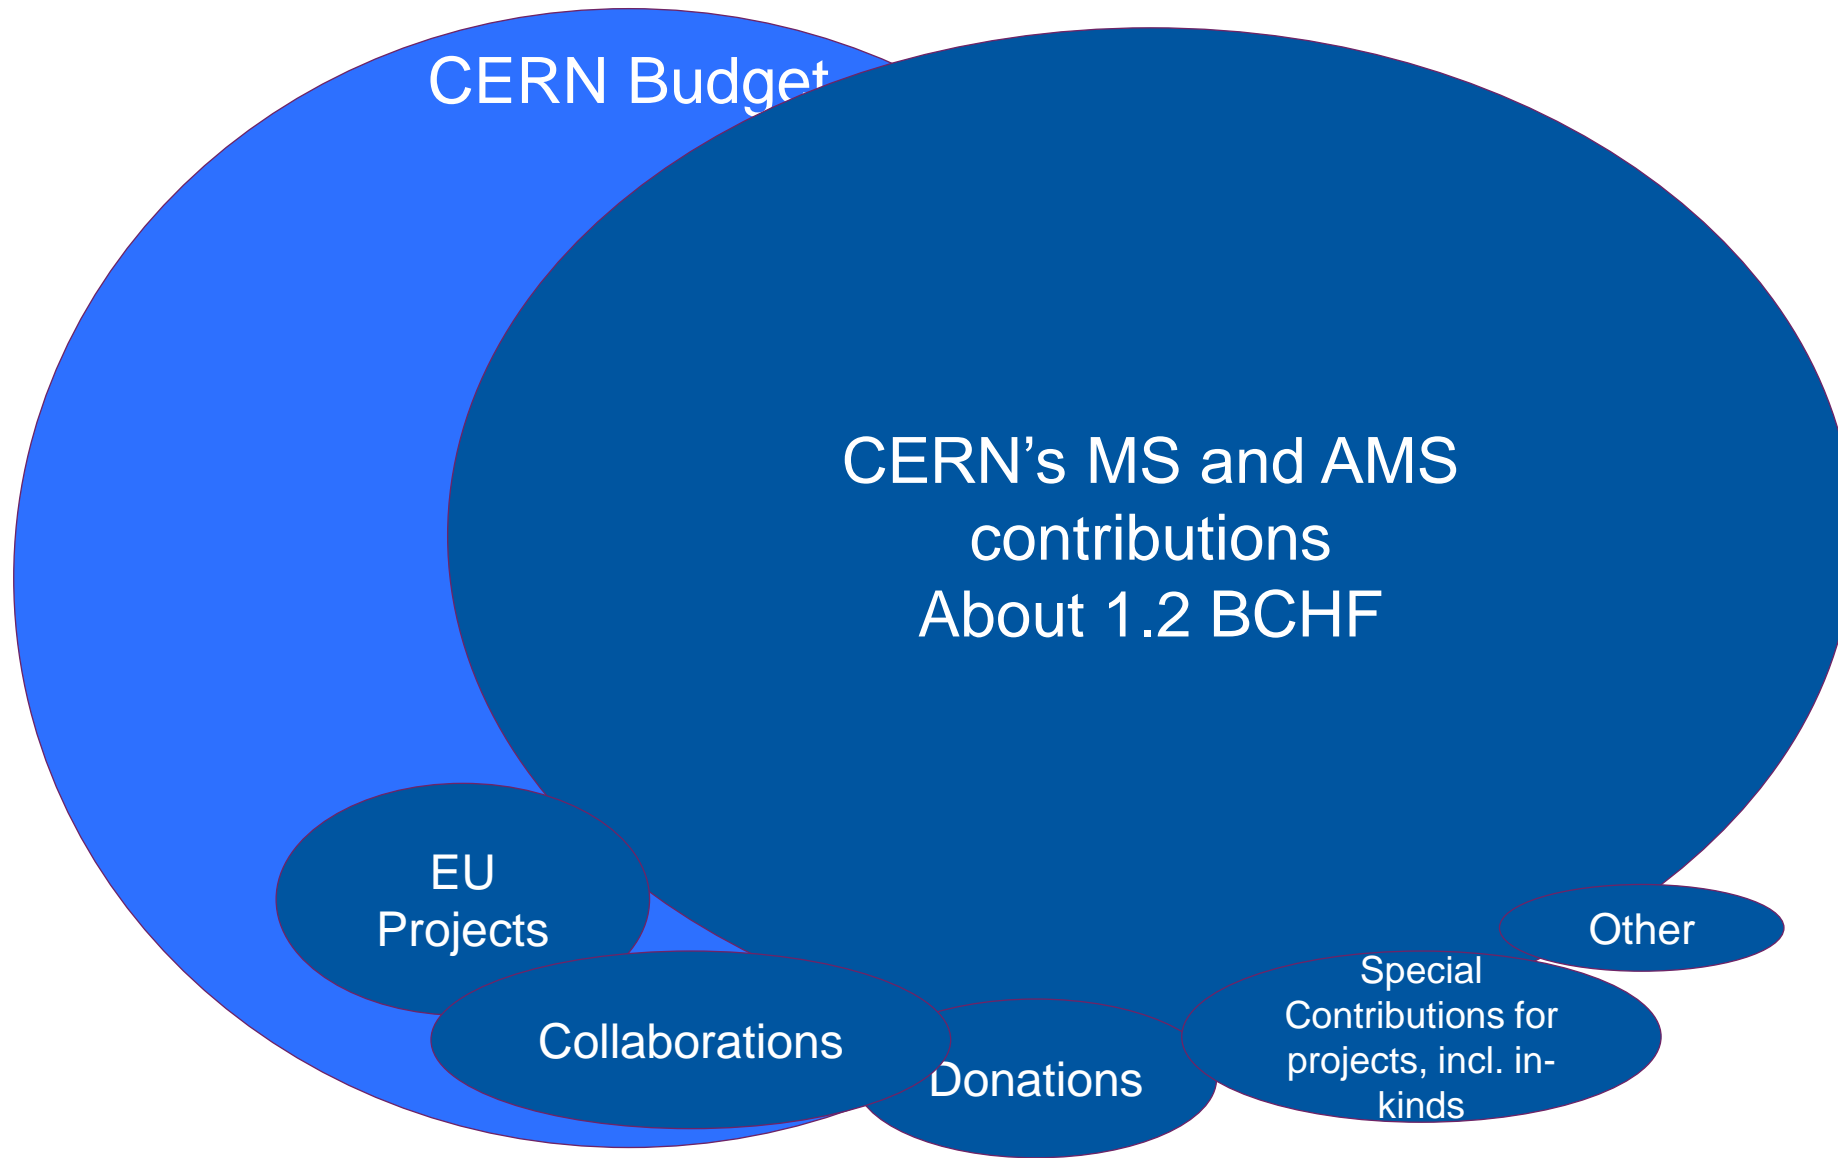 CERN Budget
CERN’s MS and AMS
contributions
About 1.2 BCHF
EU
Projects
Collaborations
Donations
Special
Contributions for
projects, incl. in-
kinds
Other